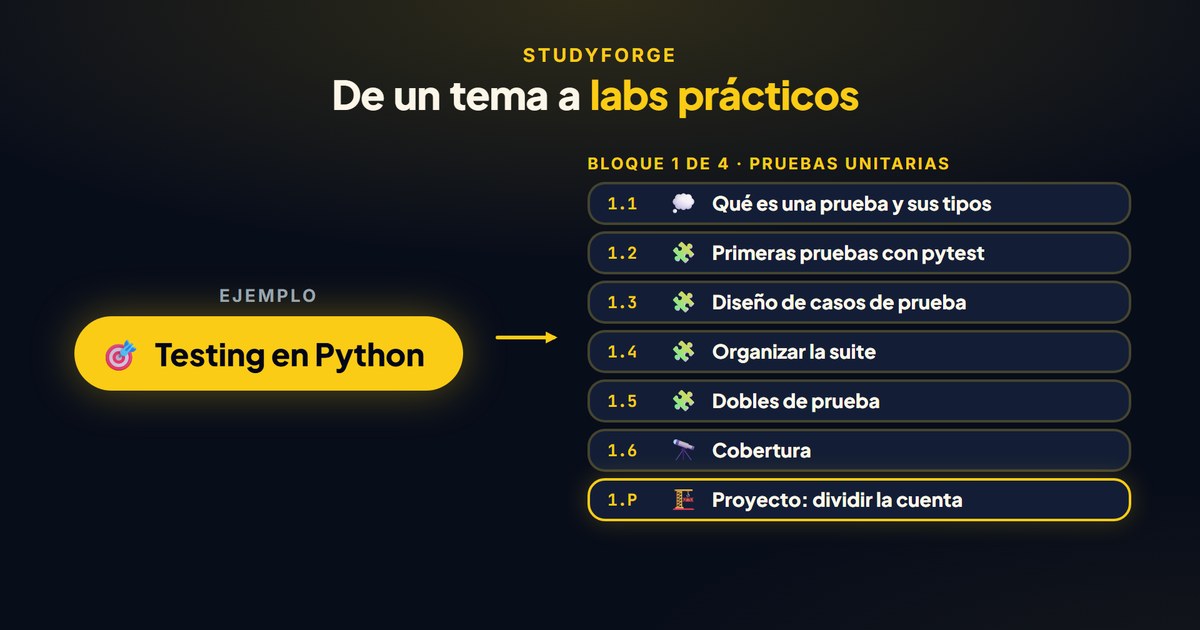 STUDYFORGE
De un tema a labs prácticos
EJEMPLO
Testing en Python
BLOQUE 1 DE 4 · PRUEBAS UNITARIAS
1.1 Qué es una prueba y sus tipos
1.2 Primeras pruebas con pytest
1.3 Diseño de casos de prueba
1.4 Organizar la suite
1.5 Dobles de prueba
1.6 Cobertura
1.P Proyecto: dividir la cuenta